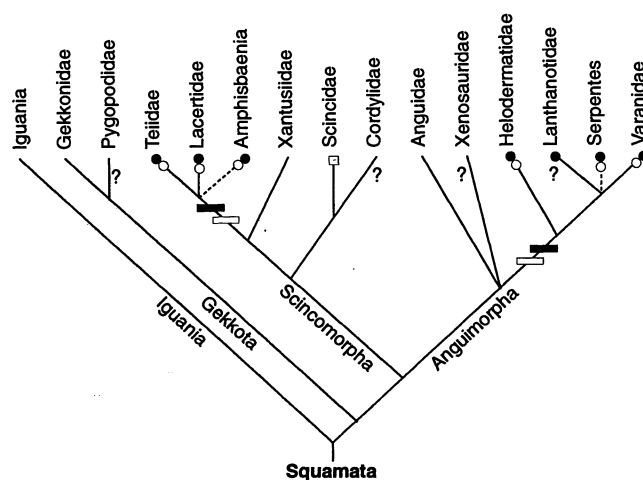 Iguania
Gekkonidae
Pygopodidae
Teiidae
Lacertidae
Amphisbaenia
Xantusiidae
Scincidae
Cordylidae
Anguidae
Xenosauridae
Helodermatidae
Lanthanotidae
Serpentes
Varanidae
?
?
?
?
Iguania
Gekkota
Scincomorpha
Anguimorpha
Squamata